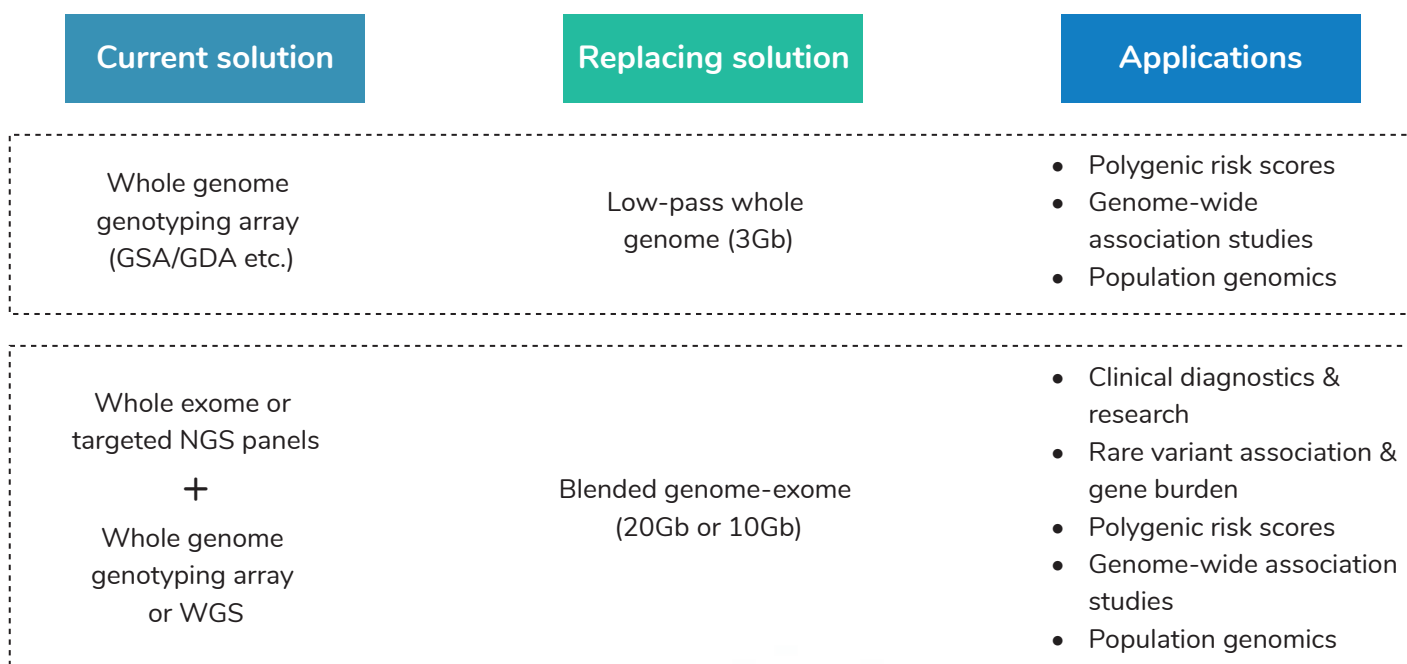 Current solution
Replacing solution
Applications
Whole genome
genotyping array
(GSA/GDA etc.)
Low-pass whole
genome (3Gb)
• Polygenic risk scores
• Genome-wide
association studies
• Population genomics
Whole exome or
targeted NGS panels
+
Whole genome
genotyping array
or WGS
Blended genome-exome
(20Gb or 10Gb)
• Clinical diagnostics &
research
• Rare variant association &
gene burden
• Polygenic risk scores
• Genome-wide association
studies
• Population genomics